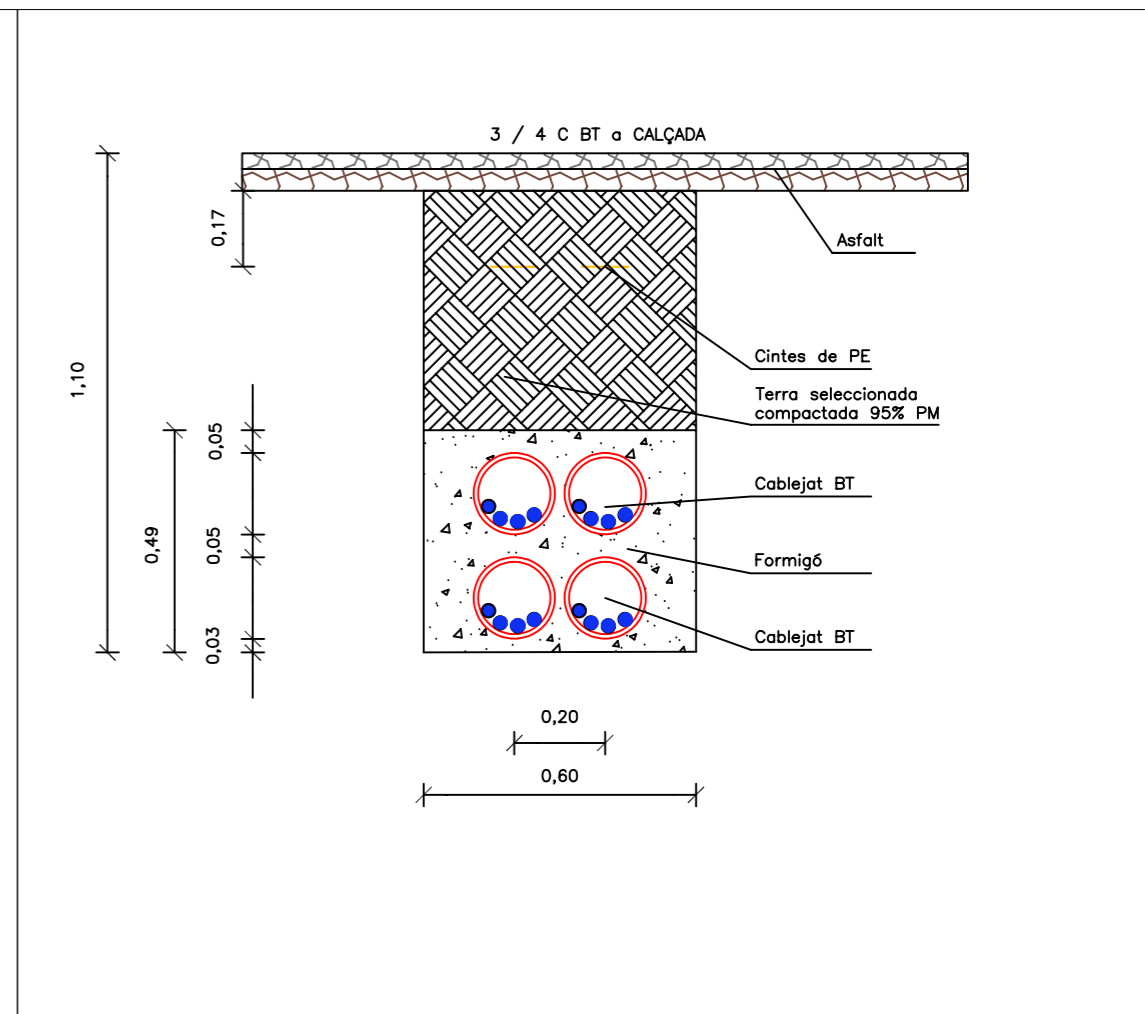 3 / 4 C BT a CALÇADA
0,17
Asfalt
1,10
Cintes de PE
Terra seleccionada
compactada 95% PM
0,05
Cablejat BT
0,49
0,05
Formigó
0,03
Cablejat BT
0,20
0,60